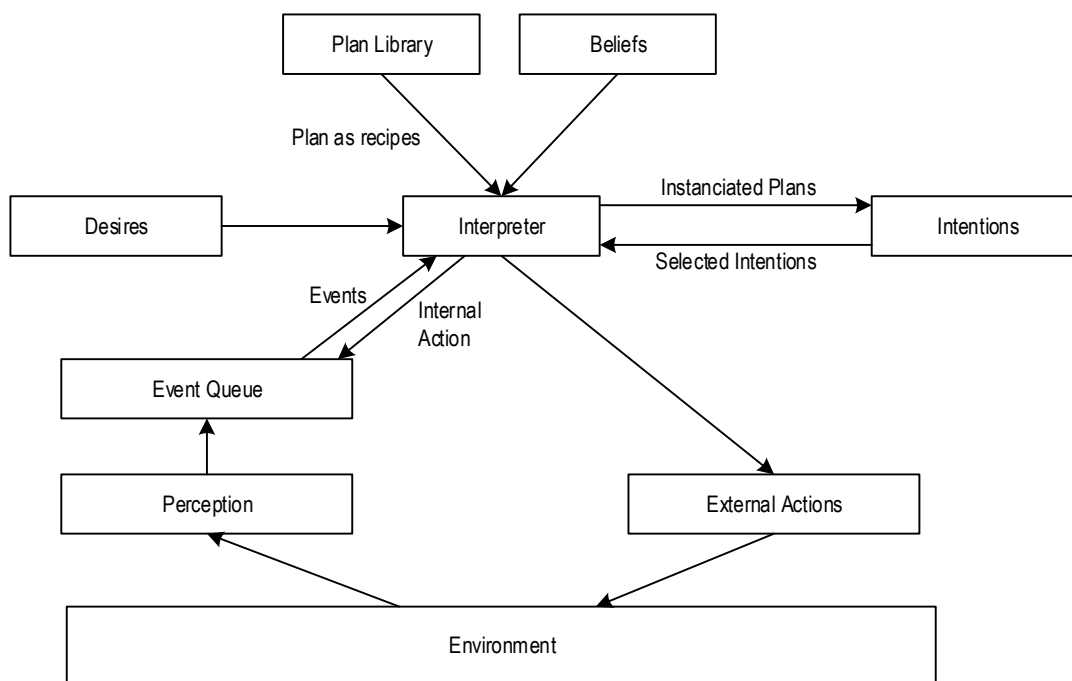 Plan Library
Beliefs
Plan as recipes
Instanciated Plans
Desires
Interpreter
Intentions
Selected Intentions
Events
Internal
Action
Event Queue
Perception
External Actions
Environment